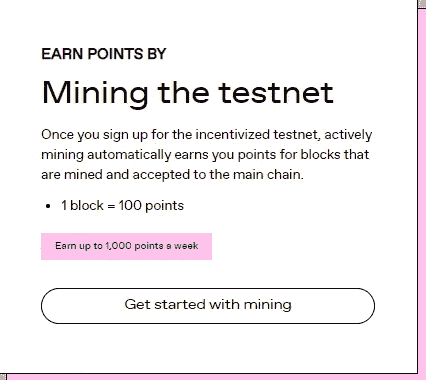 EARN POINTS BY
Mining the testnet
Once you sign up for the incentivized testnet, actively
mining automatically earns you points for blocks that
are mined and accepted to the main chain.
• 1 block = 100 points
Earn up to 1,000 points a week
Get started with mining